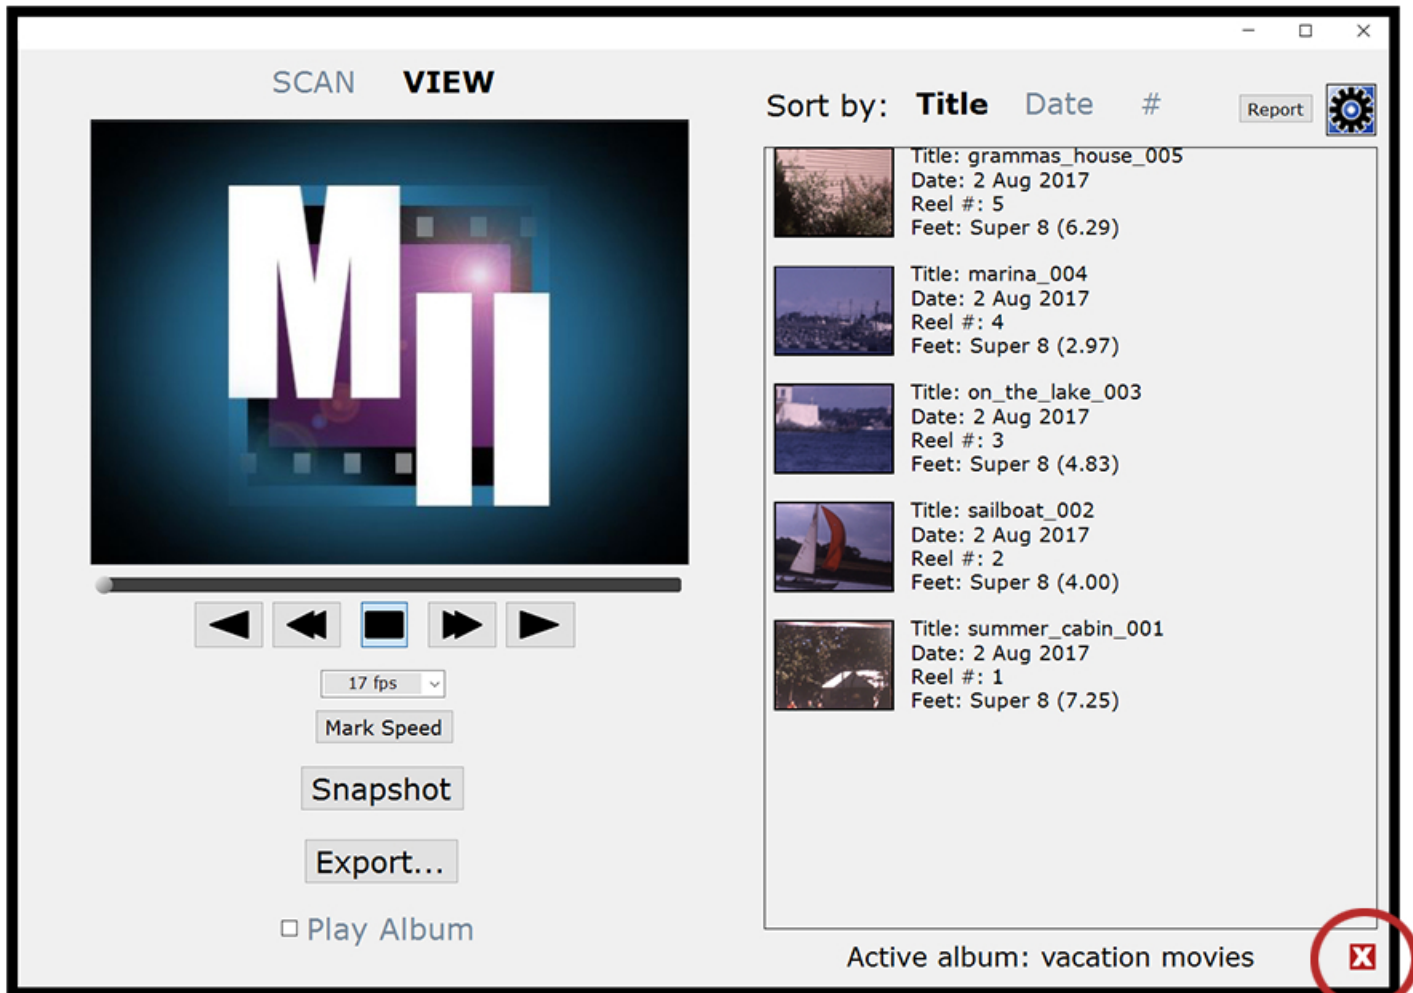 SCAN VIEW
Sort by: Title Date # Report
MII
17 fps
Mark Speed
Snapshot
Export...
Play Album
Title: grammas_house_005
Date: 2 Aug 2017
Reel #: 5
Feet: Super 8 (6.29)
Title: marina_004
Date: 2 Aug 2017
Reel #: 4
Feet: Super 8 (2.97)
Title: on_the_lake_003
Date: 2 Aug 2017
Reel #: 3
Feet: Super 8 (4.83)
Title: sailboat_002
Date: 2 Aug 2017
Reel #: 2
Feet: Super 8 (4.00)
Title: summer_cabin_001
Date: 2 Aug 2017
Reel #: 1
Feet: Super 8 (7.25)
Active album: vacation movies X